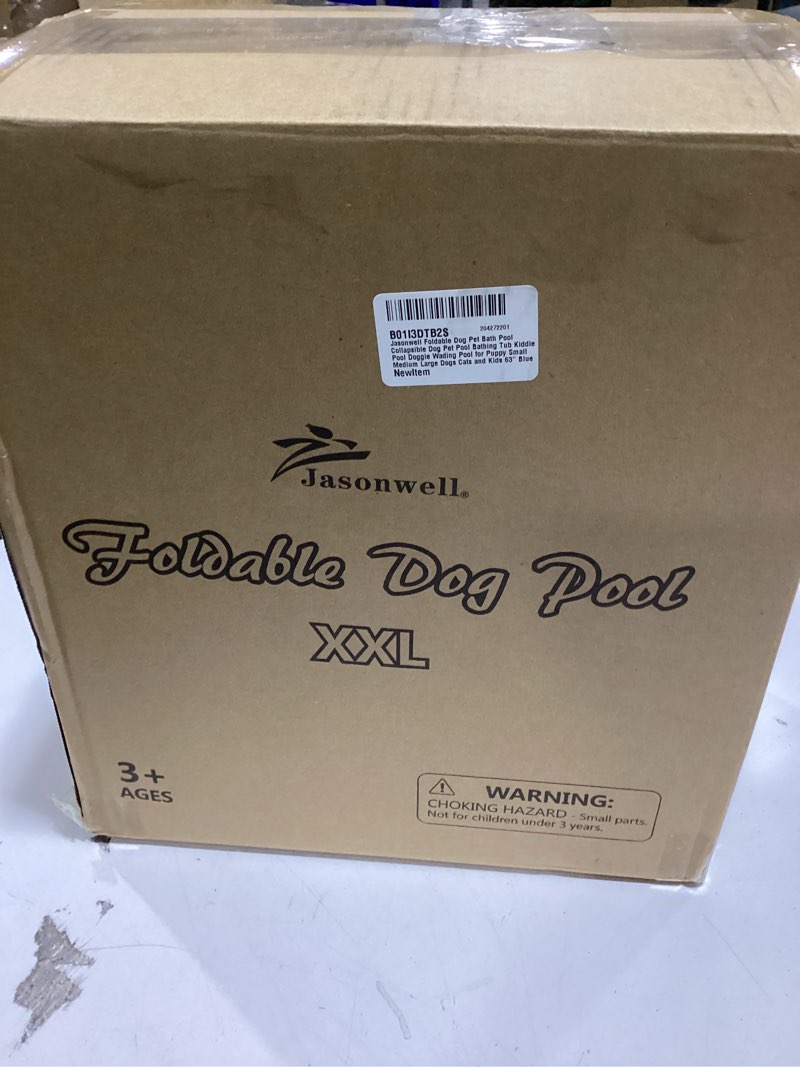 B01I3DTB2S 204272201
Jasonwell Foldable Dog Pet Bath Pool
Collapsible Dog Pet Pool Bathing Tub Kiddie
Pool Doggie Wading Pool for Puppy Small
Medium Large Dogs Cats and Kids 63" Blue
NewItem
Jasonwell®
Foldable Dog Pool
XXL
3+
AGES
WARNING:
CHOKING HAZARD - Small parts.
Not for children under 3 years.